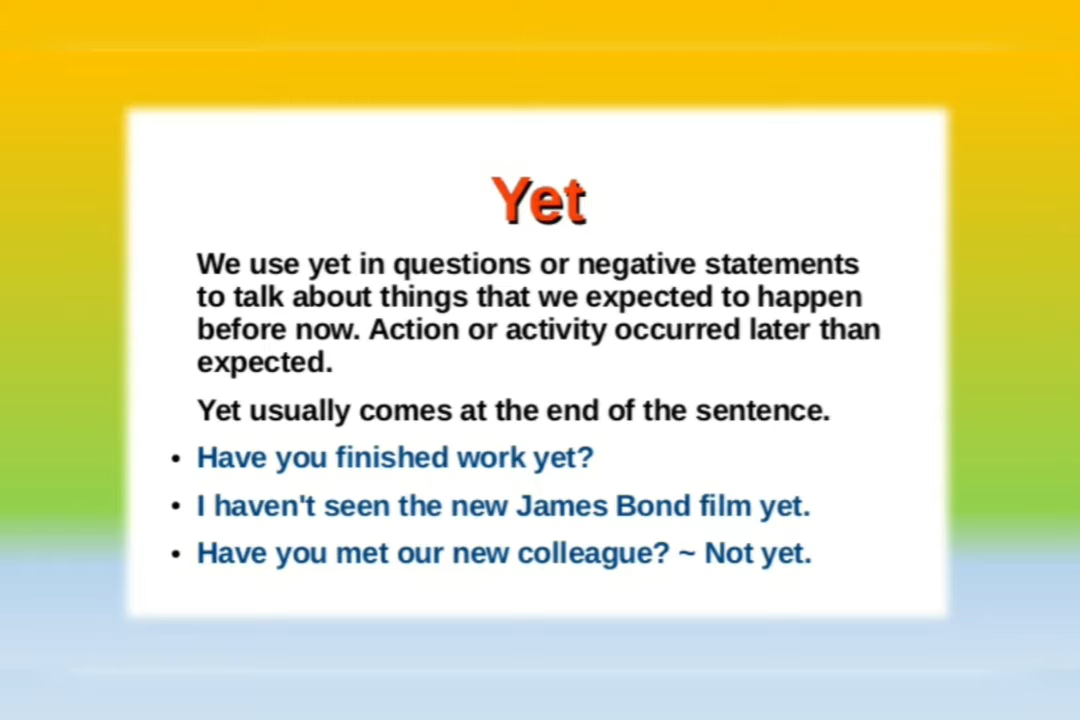 Yet
We use yet in questions or negative statements
to talk about things that we expected to happen
before now. Action or activity occurred later than
expected.
Yet usually comes at the end of the sentence.
• Have you finished work yet?
• I haven't seen the new James Bond film yet.
• Have you met our new colleague? ~ Not yet.